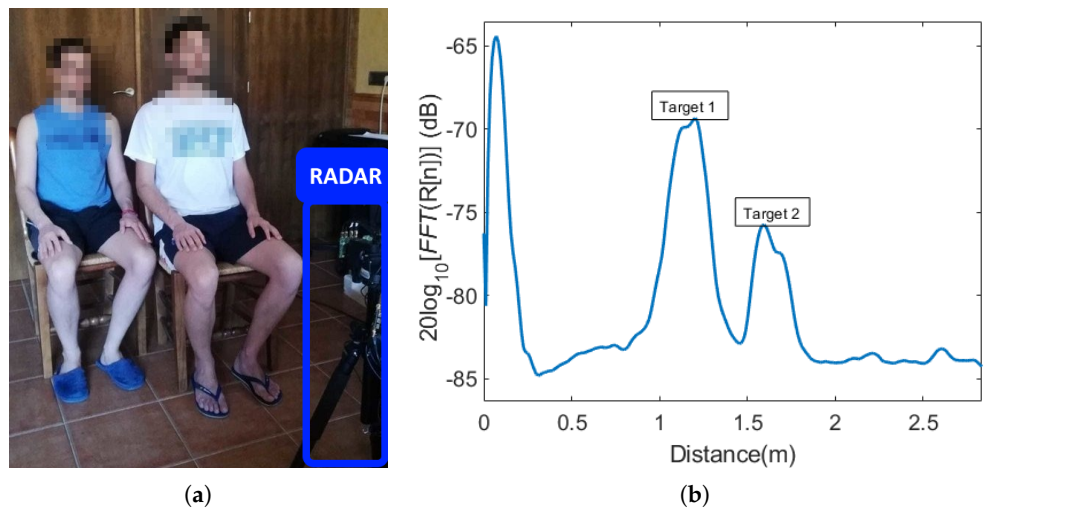 RADAR
-65
-70
-75
-80
-85
20log10[FFT(R[n])] (dB)
Target 1
Target 2
0
0.5
1
1.5
2
2.5
Distance(m)
(a)
(b)